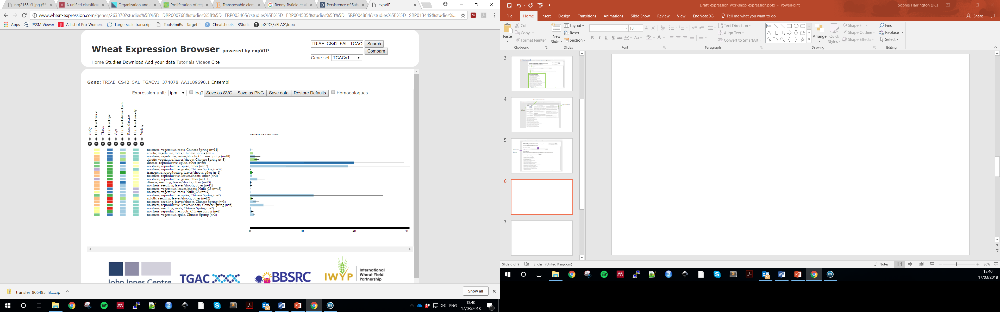 nrg2165-f1.jpg (55
A unified classifica
Organization and
Proliferation of reg
Transposable elem
Renny-Byfield et a
Persistence of Sub
expVIP
www.wheat-expression.com/genes/263370?studies%5B%5D=DRP000768&studies%5B%5D=ERP003465&studies%5B%5D=ERP004505&studies%5B%5D=SRP004884&studies%5B%5D=SRP013449&studies%...
Apps PSSM Viewer A List of Pro-Women Large-scale transcript Tools4miRs - Target P Cheatsheets – RStudi pGPC\3xFLAG\topo
Wheat Expression Browser powered by expVIP
TRIAE_CS42_5AL_TGAC Search
Compare
Gene set TGACv1
Home Studies Download Add your data Tutorials Videos Cite
Gene: TRIAE_CS42_5AL_TGACv1_374078_AA1189690.1 Ensembl
Expression unit: tpm log2 Save as SVG Save as PNG Save data Restore Defaults Homoeologues
study
High level tissue
Tissue
High level age
Age
High level stress-diseas
Stress-disease
High level variety
Variety
no stress, vegetative, roots, Chinese Spring (n=14)
abiotic, vegetative, roots, Chinese Spring (n=3)
no stress, vegetative, leaves/shoots, Chinese Spring (n=18)
abiotic, vegetative, leaves/shoots, Chinese Spring (n=3)
disease, reproductive, spike, other (n=30)
no stress, reproductive, spike, other (n=37)
no stress, reproductive, grain, Chinese Spring (n=37)
transgenic, reproductive, leaves/shoots, other (n=4)
no stress, reproductive, leaves/shoots, other (n=3)
no stress, reproductive, grain, other (n=111)
disease, seedling, leaves/shoots, other (n=23)
no stress, seedling, leaves/shoots, other (n=11)
no stress, vegetative, leaves/shoots, Nulli_C5 (n=48)
no stress, vegetative, roots, Nulli_C5 (n=49)
no stress, reproductive, spike, Chinese Spring (n=7)
abiotic, seedling, leaves/shoots, other (n=12)
no stress, seedling, leaves/shoots, Chinese Spring (n=3)
no stress, reproductive, leaves/shoots, Chinese Spring (n=5)
no stress, seedling, roots, Chinese Spring (n=2)
no stress, reproductive, roots, Chinese Spring (n=2)
no stress, vegetative, spike, Chinese Spring (n=2)
0 20 40 60
John Innes Centre
TGAC
BBSRC
IWYP
International
Wheat Yield
Partnership
transfer_805485_fil....zip
Show all
ENG
13:40
17/03/2018
1
Draft_expression_workshop_expression.pptx - PowerPoint
Sophie Harrington (JIC)
File Home Insert Design Transitions Animations Slide Show Review View EndNote X8 Tell me what you want to do
Share
Paste
Cut
Copy
Format Painter
Clipboard
New
Slide
Layout
Reset
Section
Slides
18
Font
Text Direction
Align Text
Convert to SmartArt
Paragraph
Arrange
Quick
Styles
Shape Fill
Shape Outline
Shape Effects
Drawing
Find
Replace
Select
Editing
3
4
5
6
7
Wheat Expression Browser
Slide 6 of 9 English (United Kingdom)
Notes
86%
13:40
17/03/2018